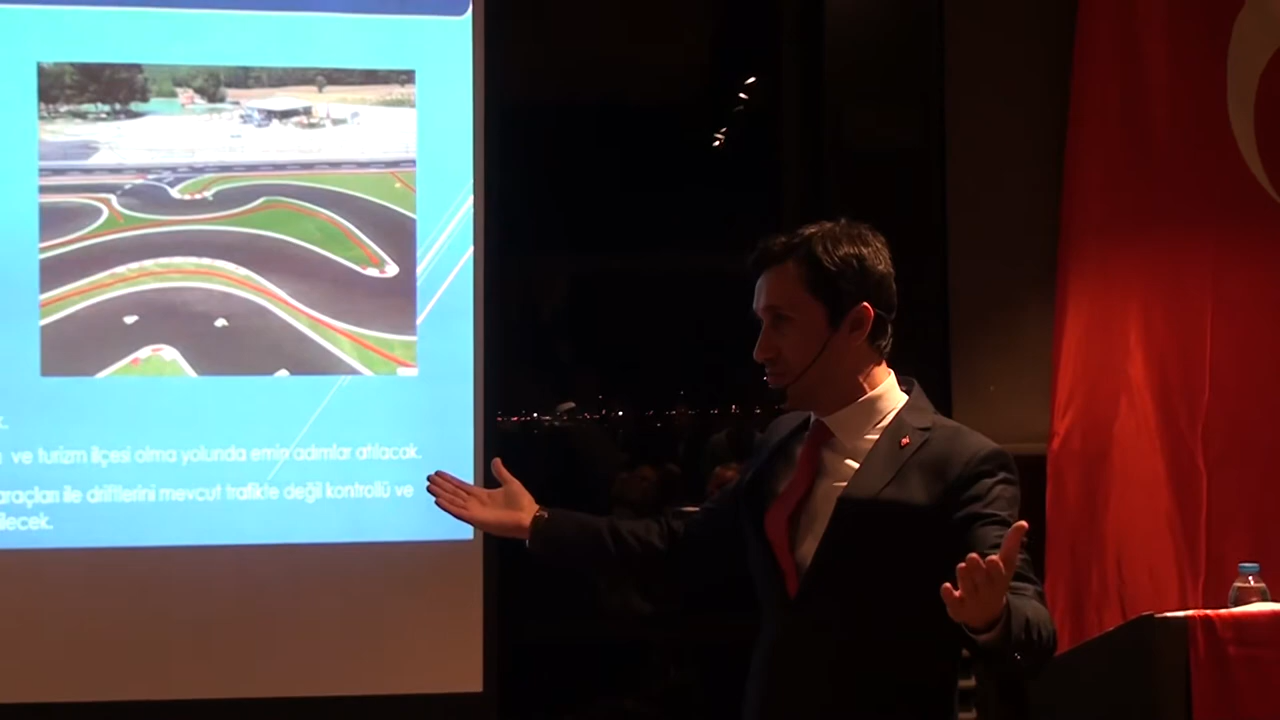 ve turizm ilçesi olma yolunda emin adımlar atılacak.
araçları ile driftlerini mevcut trafikte değil kontrollü ve
ilecek.